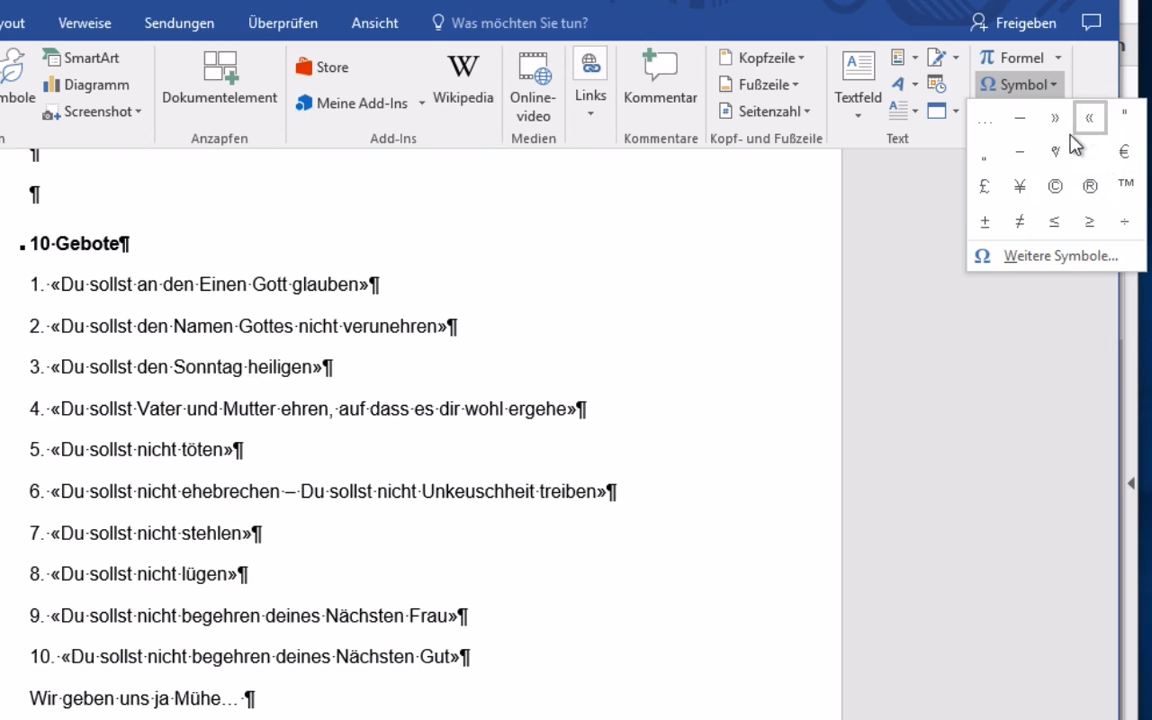 yout Verweise Sendungen Überprüfen Ansicht Was möchten Sie tun? Freigeben
SmartArt Store Kopfzeile Formel
Diagramm Fußzeile Symbol
mbole Screenshot Dokumentelement Meine Add-Ins Wikipedia Online- Links Kommentar Seitenzahl Textfeld
video
Anzapfen Add-Ins Medien Kommentare Kopf- und Fußzeile Text
… — » « "
„ – €
£ ¥ © ® ™
± ≠ ≤ ≥ ÷
Weitere Symbole...
¶
¶
10·Gebote¶
1.·«Du·sollst·an·den·Einen·Gott·glauben»¶
2.·«Du·sollst·den·Namen·Gottes·nicht·verunehren»¶
3.·«Du·sollst·den·Sonntag·heiligen»¶
4.·«Du·sollst·Vater·und·Mutter·ehren,·auf·dass·es·dir·wohl·ergehe»¶
5.·«Du·sollst·nicht·töten»¶
6.·«Du·sollst·nicht·ehebrechen·–·Du·sollst·nicht·Unkeuschheit·treiben»¶
7.·«Du·sollst·nicht·stehlen»¶
8.·«Du·sollst·nicht·lügen»¶
9.·«Du·sollst·nicht·begehren·deines·Nächsten·Frau»¶
10.·«Du·sollst·nicht·begehren·deines·Nächsten·Gut»¶
Wir·geben·uns·ja·Mühe…·¶